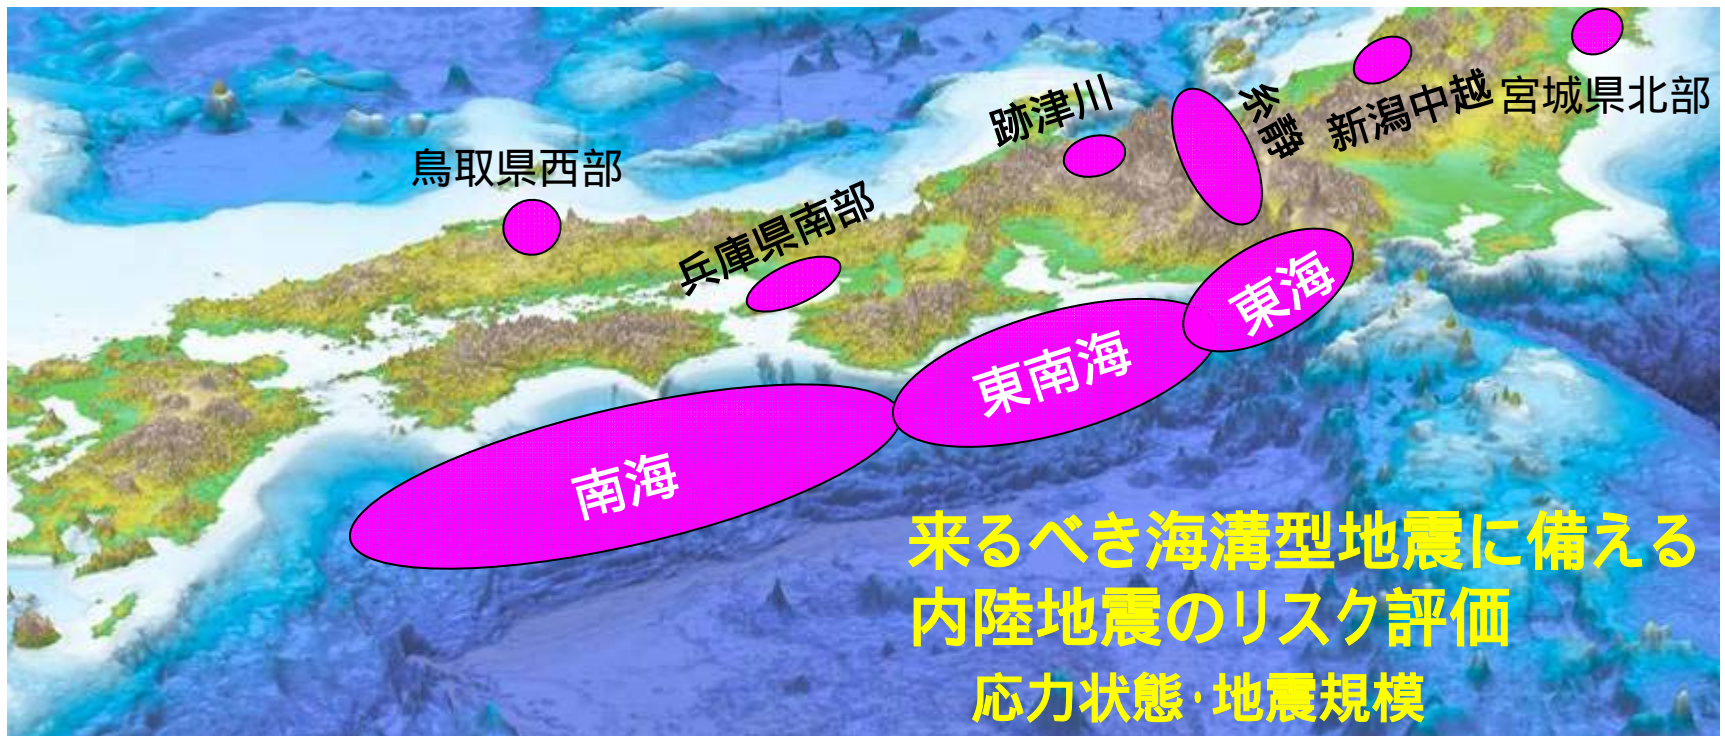 跡津川
糸静
新潟中越
宮城県北部
鳥取県西部
兵庫県南部
東海
東南海
南海
来るべき海溝型地震に備える
内陸地震のリスク評価
応力状態・地震規模